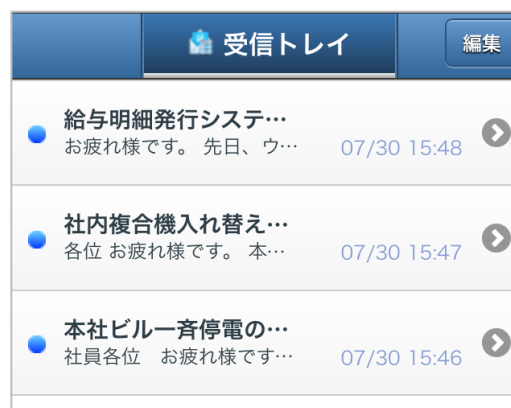 受信トレイ
編集
給与明細発行システ…
お疲れ様です。 先日、ウ…
07/30 15:48
社内複合機入れ替え…
各位 お疲れ様です。 本…
07/30 15:47
本社ビル一斉停電の…
社員各位　お疲れ様です…
07/30 15:46